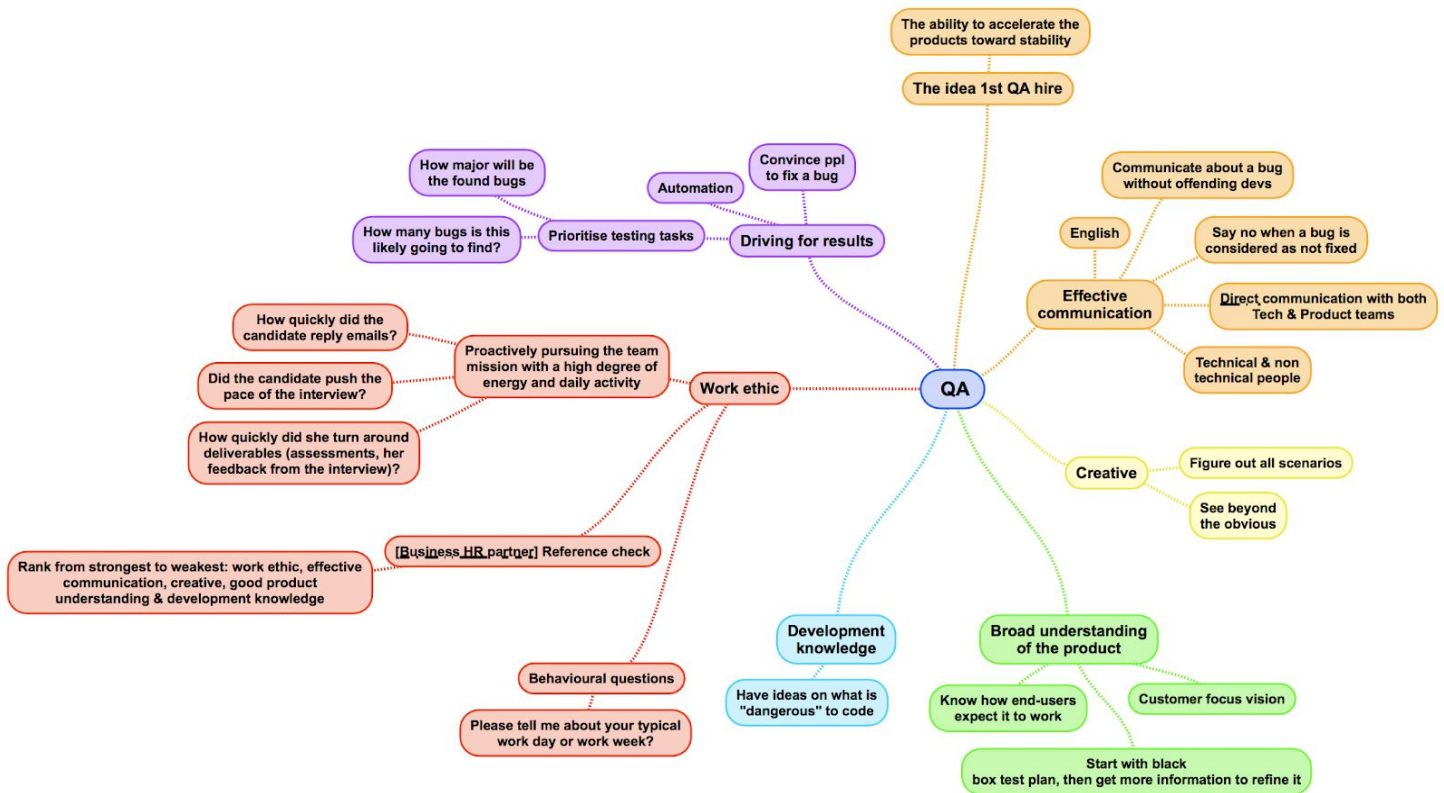 The ability to accelerate the
products toward stability
The idea 1st QA hire
How major will be
the found bugs
Convince ppl
to fix a bug
Automation
How many bugs is this
likely going to find?
Prioritise testing tasks
Driving for results
Communicate about a bug
without offending devs
English
Say no when a bug is
considered as not fixed
Effective
communication
Direct communication with both
Tech & Product teams
Technical & non
technical people
How quickly did the
candidate reply emails?
Did the candidate push the
pace of the interview?
How quickly did she turn around
deliverables (assessments, her
feedback from the interview)?
Proactively pursuing the team
mission with a high degree of
energy and daily activity
Work ethic
QA
Creative
Figure out all scenarios
See beyond
the obvious
[Business HR partner] Reference check
Rank from strongest to weakest: work ethic, effective
communication, creative, good product
understanding & development knowledge
Behavioural questions
Please tell me about your typical
work day or work week?
Development
knowledge
Have ideas on what is
"dangerous" to code
Broad understanding
of the product
Know how end-users
expect it to work
Customer focus vision
Start with black
box test plan, then get more information to refine it